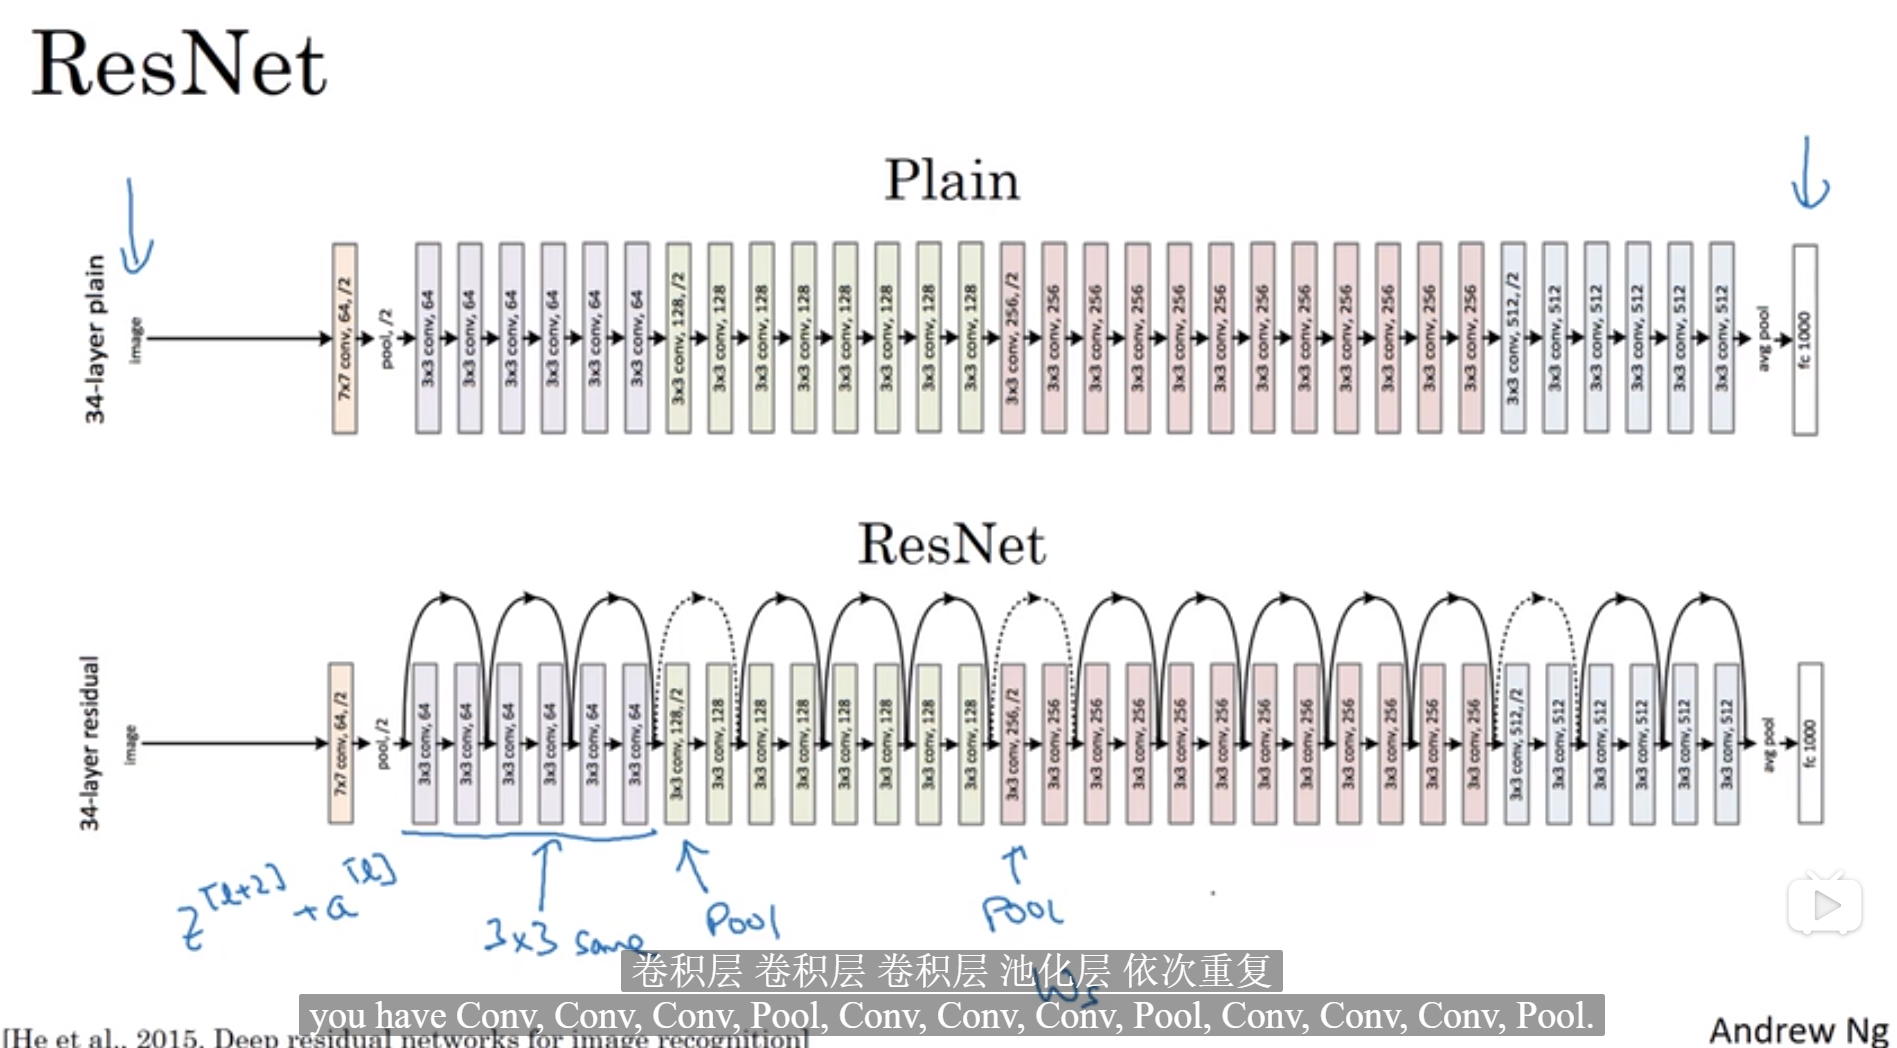 ResNet
Plain
34-layer plain
image
7x7 conv, 64, /2
pool, /2
3x3 conv, 64
3x3 conv, 64
3x3 conv, 64
3x3 conv, 64
3x3 conv, 64
3x3 conv, 64
3x3 conv, 128, /2
3x3 conv, 128
3x3 conv, 128
3x3 conv, 128
3x3 conv, 128
3x3 conv, 128
3x3 conv, 128
3x3 conv, 128
3x3 conv, 256, /2
3x3 conv, 256
3x3 conv, 256
3x3 conv, 256
3x3 conv, 256
3x3 conv, 256
3x3 conv, 256
3x3 conv, 256
3x3 conv, 256
3x3 conv, 256
3x3 conv, 256
3x3 conv, 256
3x3 conv, 512, /2
3x3 conv, 512
3x3 conv, 512
3x3 conv, 512
3x3 conv, 512
3x3 conv, 512
avg pool
fc 1000
ResNet
34-layer residual
image
7x7 conv, 64, /2
pool, /2
3x3 conv, 64
3x3 conv, 64
3x3 conv, 64
3x3 conv, 64
3x3 conv, 64
3x3 conv, 64
3x3 conv, 128, /2
3x3 conv, 128
3x3 conv, 128
3x3 conv, 128
3x3 conv, 128
3x3 conv, 128
3x3 conv, 128
3x3 conv, 128
3x3 conv, 256, /2
3x3 conv, 256
3x3 conv, 256
3x3 conv, 256
3x3 conv, 256
3x3 conv, 256
3x3 conv, 256
3x3 conv, 256
3x3 conv, 256
3x3 conv, 256
3x3 conv, 256
3x3 conv, 256
3x3 conv, 512, /2
3x3 conv, 512
3x3 conv, 512
3x3 conv, 512
3x3 conv, 512
3x3 conv, 512
avg pool
fc 1000
z[l+2] + a[l]
3x3 same
Pool
Pool
Ws
卷积层 卷积层 卷积层 池化层 依次重复
you have Conv, Conv, Conv, Pool, Conv, Conv, Conv, Pool, Conv, Conv, Conv, Pool.
[He et al., 2015. Deep residual networks for image recognition]
Andrew Ng